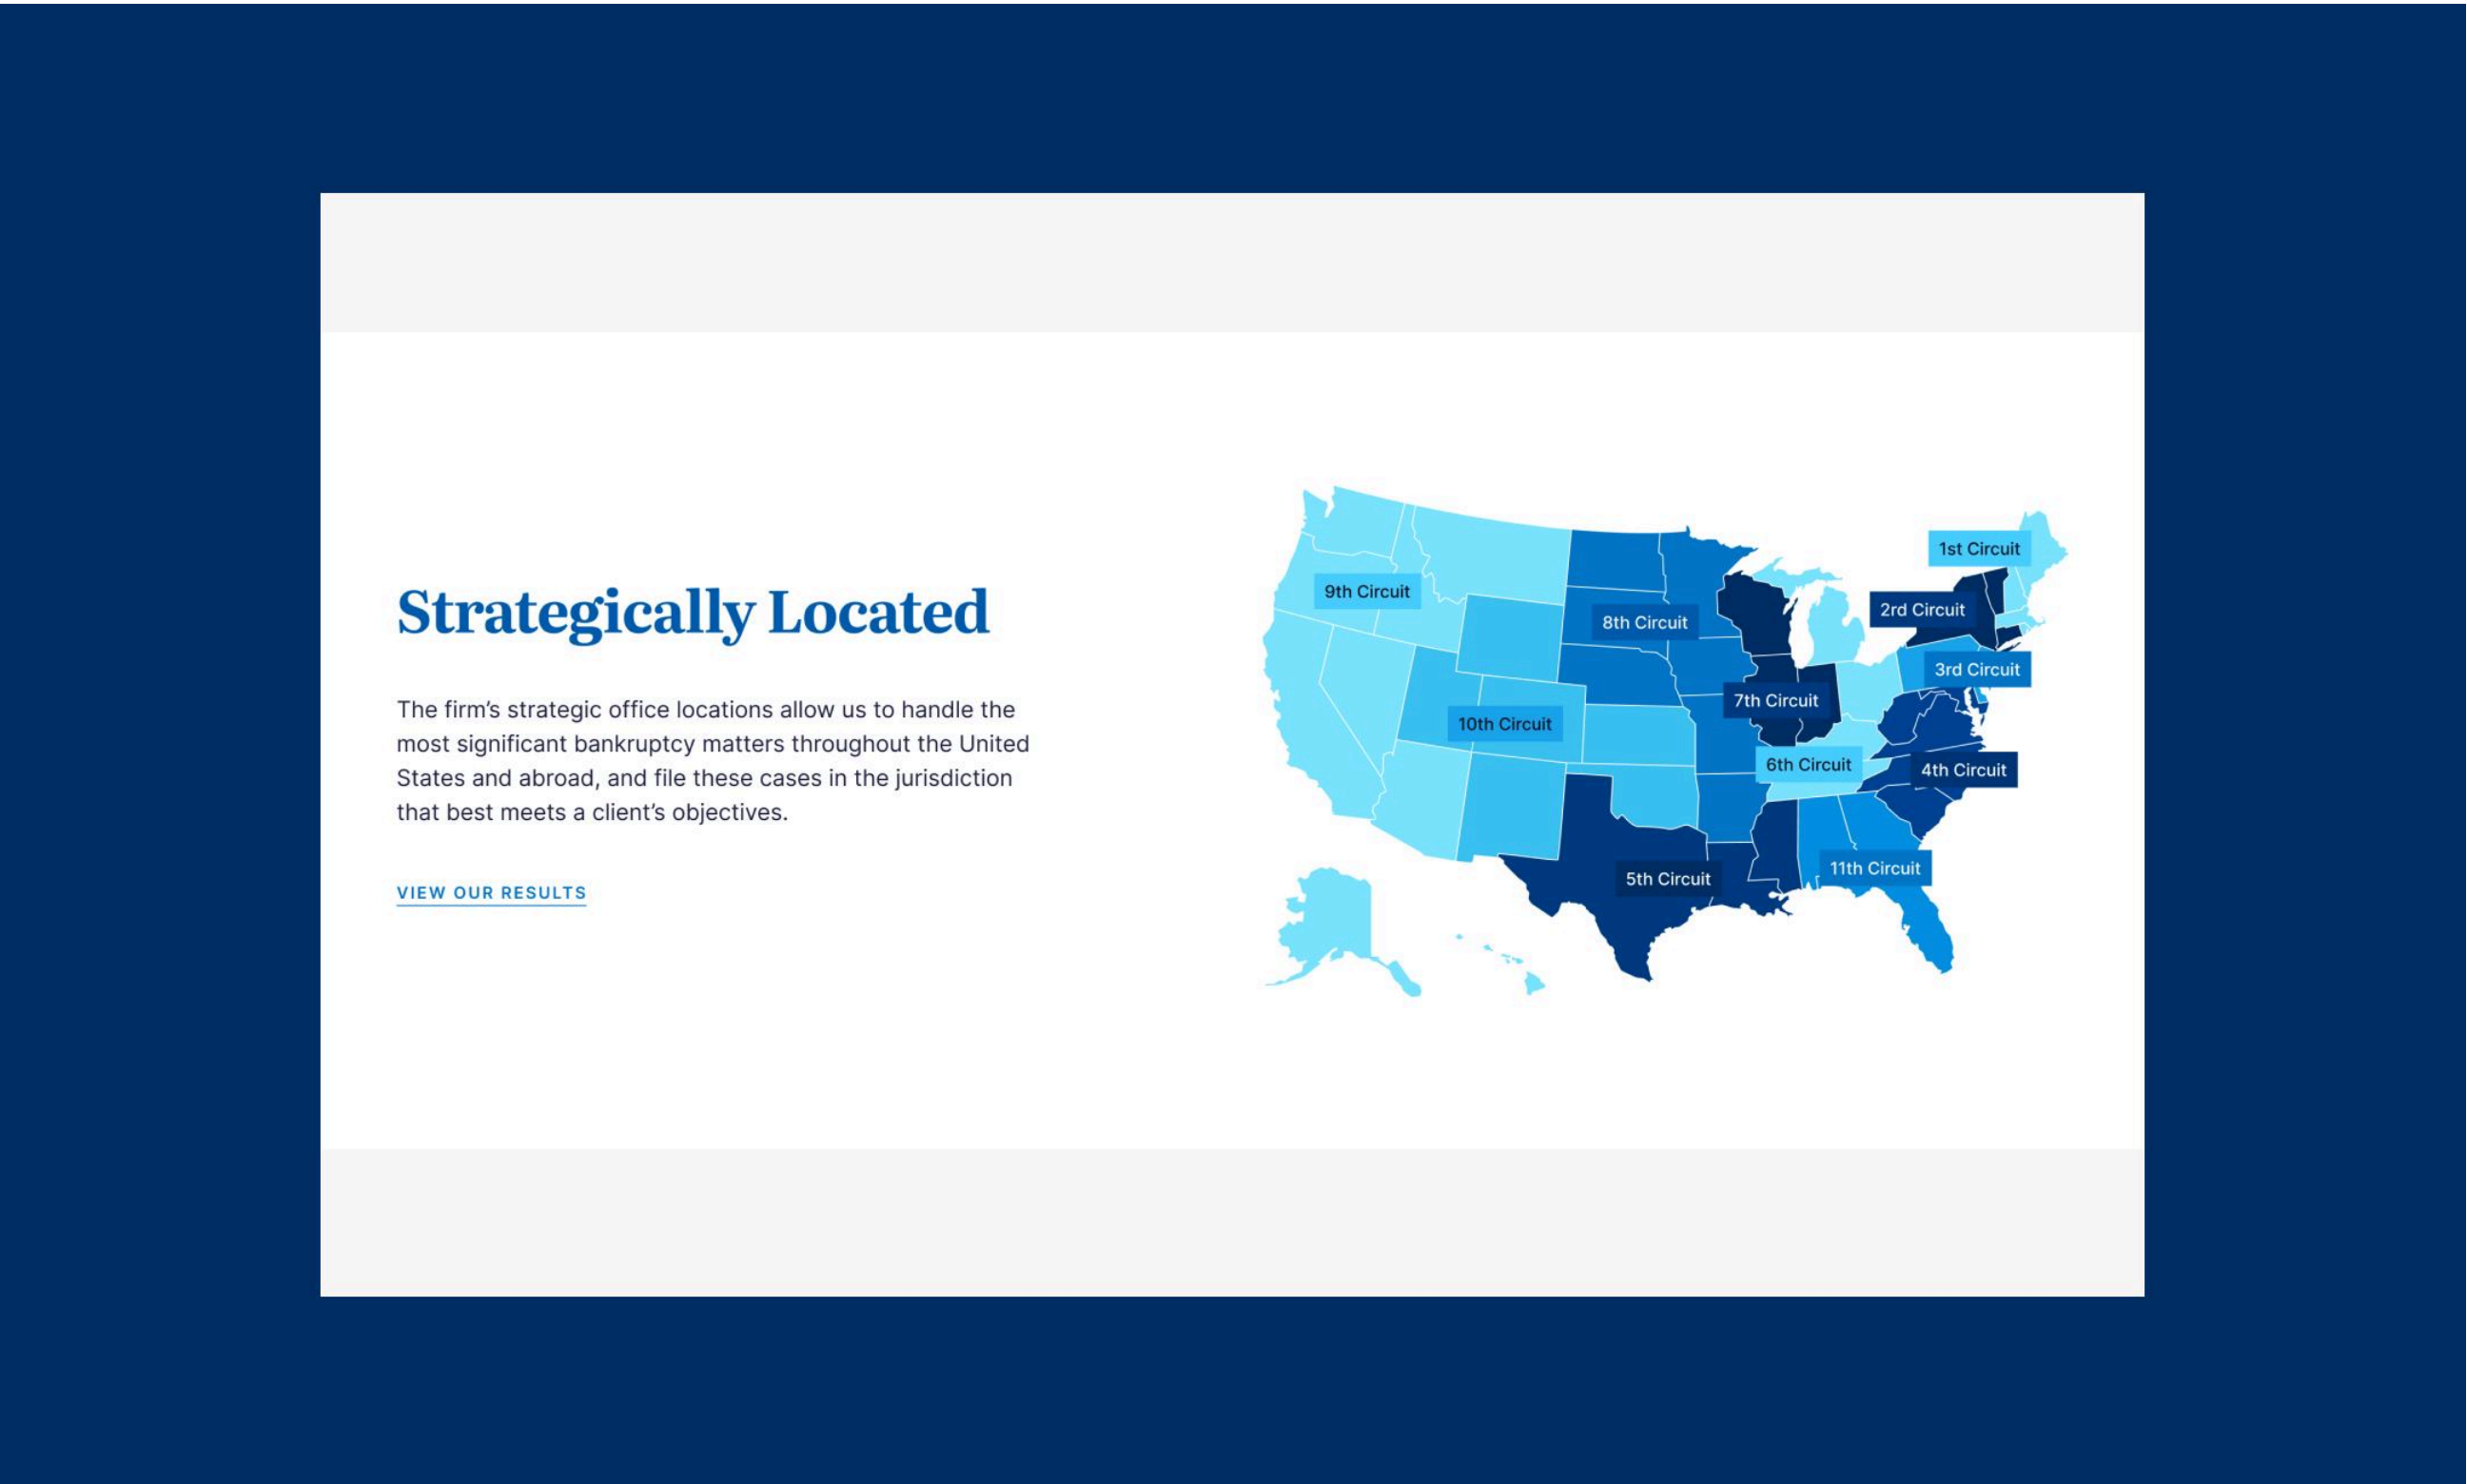 Strategically Located
The firm’s strategic office locations allow us to handle the
most significant bankruptcy matters throughout the United
States and abroad, and file these cases in the jurisdiction
that best meets a client’s objectives.
VIEW OUR RESULTS
1st Circuit
9th Circuit
2rd Circuit
8th Circuit
3rd Circuit
7th Circuit
10th Circuit
6th Circuit
4th Circuit
11th Circuit
5th Circuit